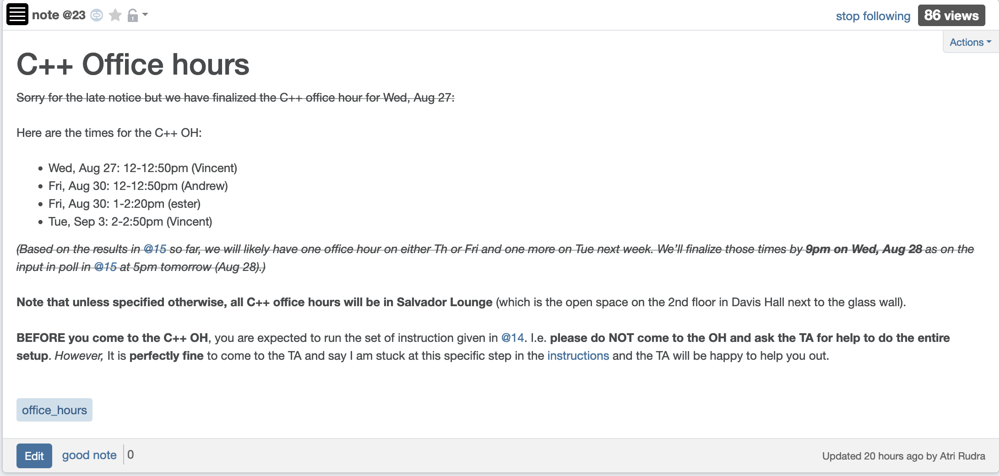 note @23
stop following
86 views
Actions
C++ Office hours
Sorry for the late notice but we have finalized the C++ office hour for Wed, Aug 27:
Here are the times for the C++ OH:
• Wed, Aug 27: 12-12:50pm (Vincent)
• Fri, Aug 30: 12-12:50pm (Andrew)
• Fri, Aug 30: 1-2:20pm (ester)
• Tue, Sep 3: 2-2:50pm (Vincent)
(Based on the results in @15 so far, we will likely have one office hour on either Th or Fri and one more on Tue next week. We’ll finalize those times by 9pm on Wed, Aug 28 as on the
input in poll in @15 at 5pm tomorrow (Aug 28).)
Note that unless specified otherwise, all C++ office hours will be in Salvador Lounge (which is the open space on the 2nd floor in Davis Hall next to the glass wall).
BEFORE you come to the C++ OH, you are expected to run the set of instruction given in @14. I.e. please do NOT come to the OH and ask the TA for help to do the entire
setup. However, It is perfectly fine to come to the TA and say I am stuck at this specific step in the instructions and the TA will be happy to help you out.
office_hours
Edit
good note
0
Updated 20 hours ago by Atri Rudra